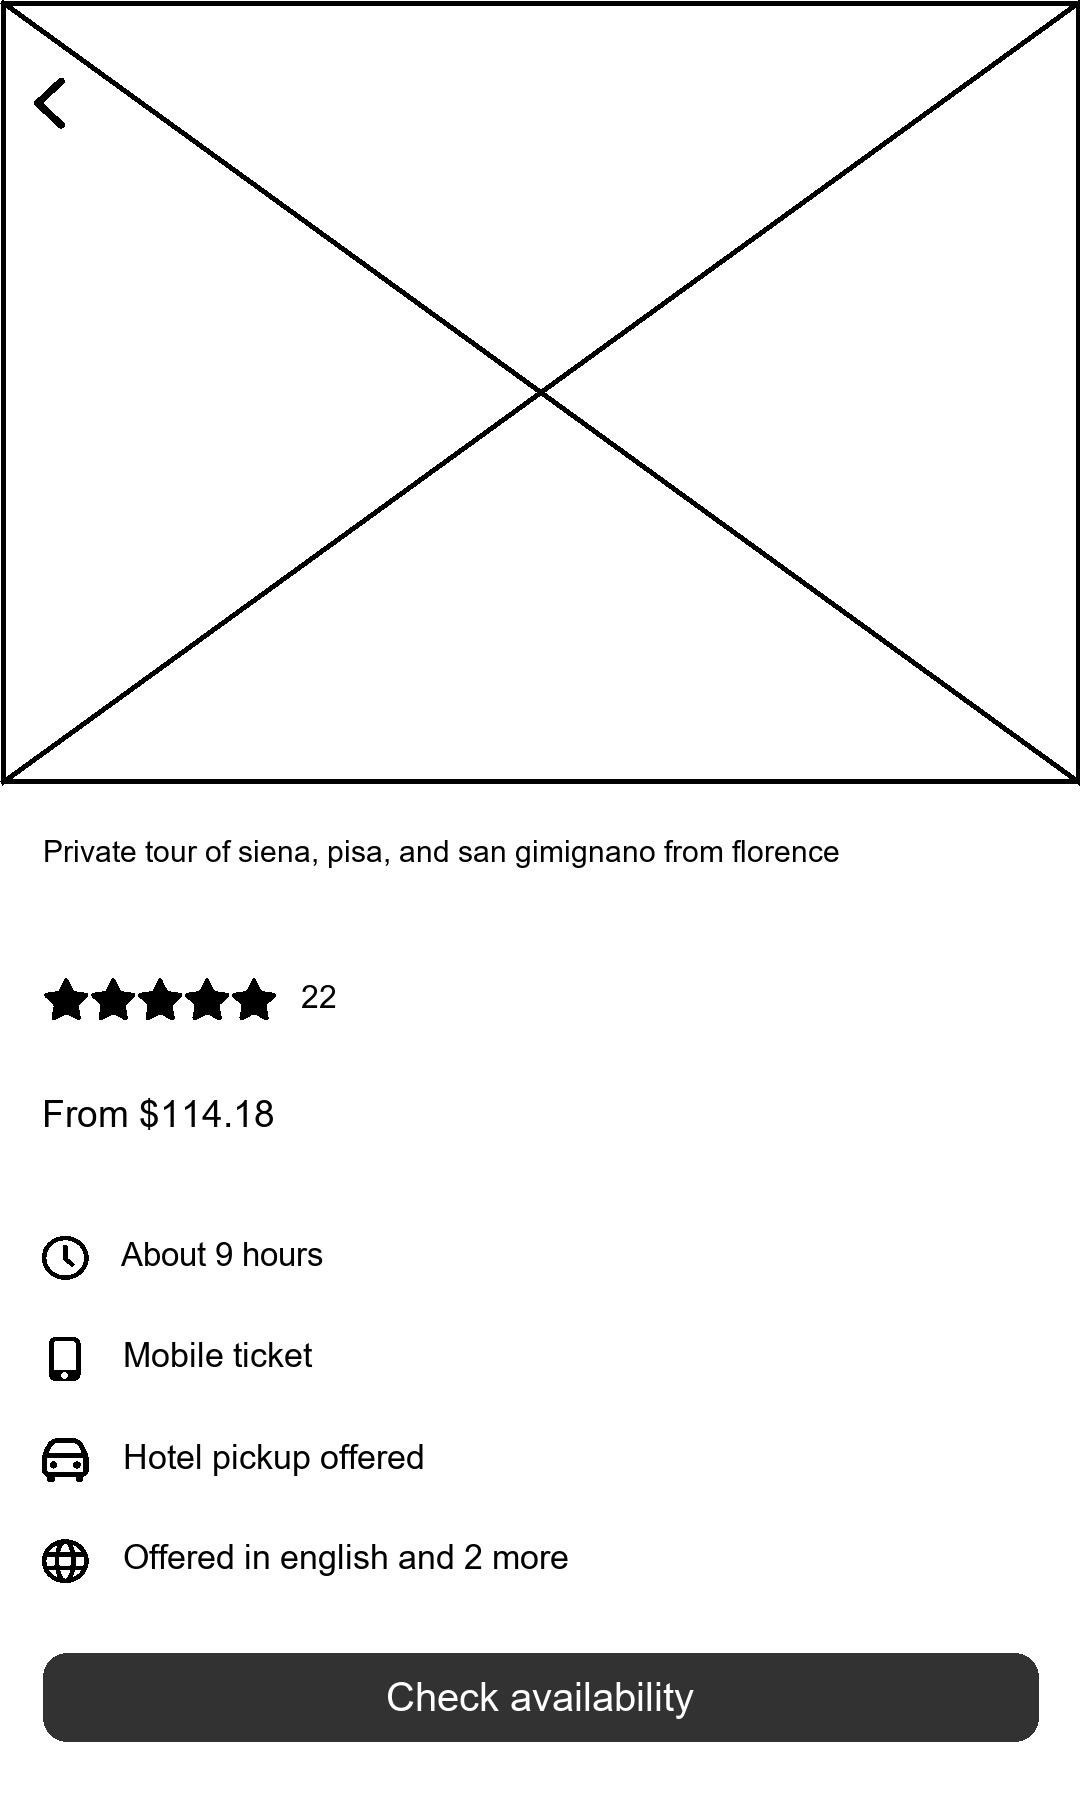 Private tour of siena, pisa, and san gimignano from florence
22
From $114.18
About 9 hours
Mobile ticket
Hotel pickup offered
Offered in english and 2 more
Check availability